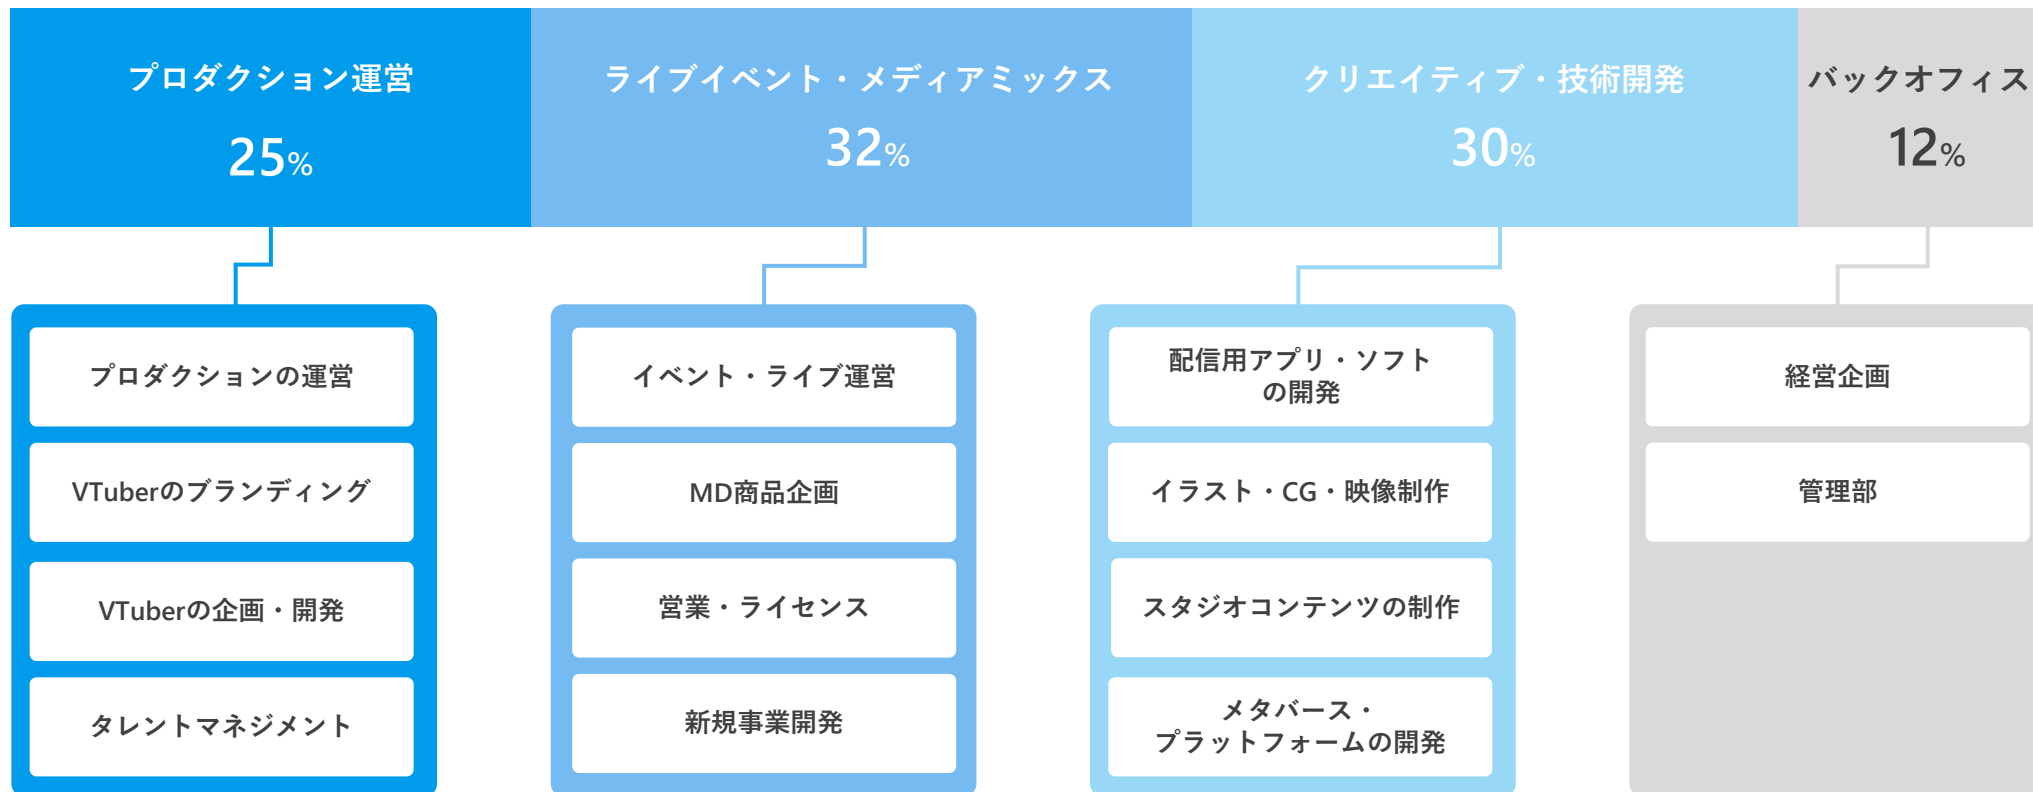 プロダクション運営
25%
ライブイベント・メディアミックス
32%
クリエイティブ・技術開発
30%
バックオフィス
12%
プロダクションの運営
VTuberのブランディング
VTuberの企画・開発
タレントマネジメント
イベント・ライブ運営
MD商品企画
営業・ライセンス
新規事業開発
配信用アプリ・ソフト
の開発
イラスト・CG・映像制作
スタジオコンテンツの制作
メタバース・
プラットフォームの開発
経営企画
管理部